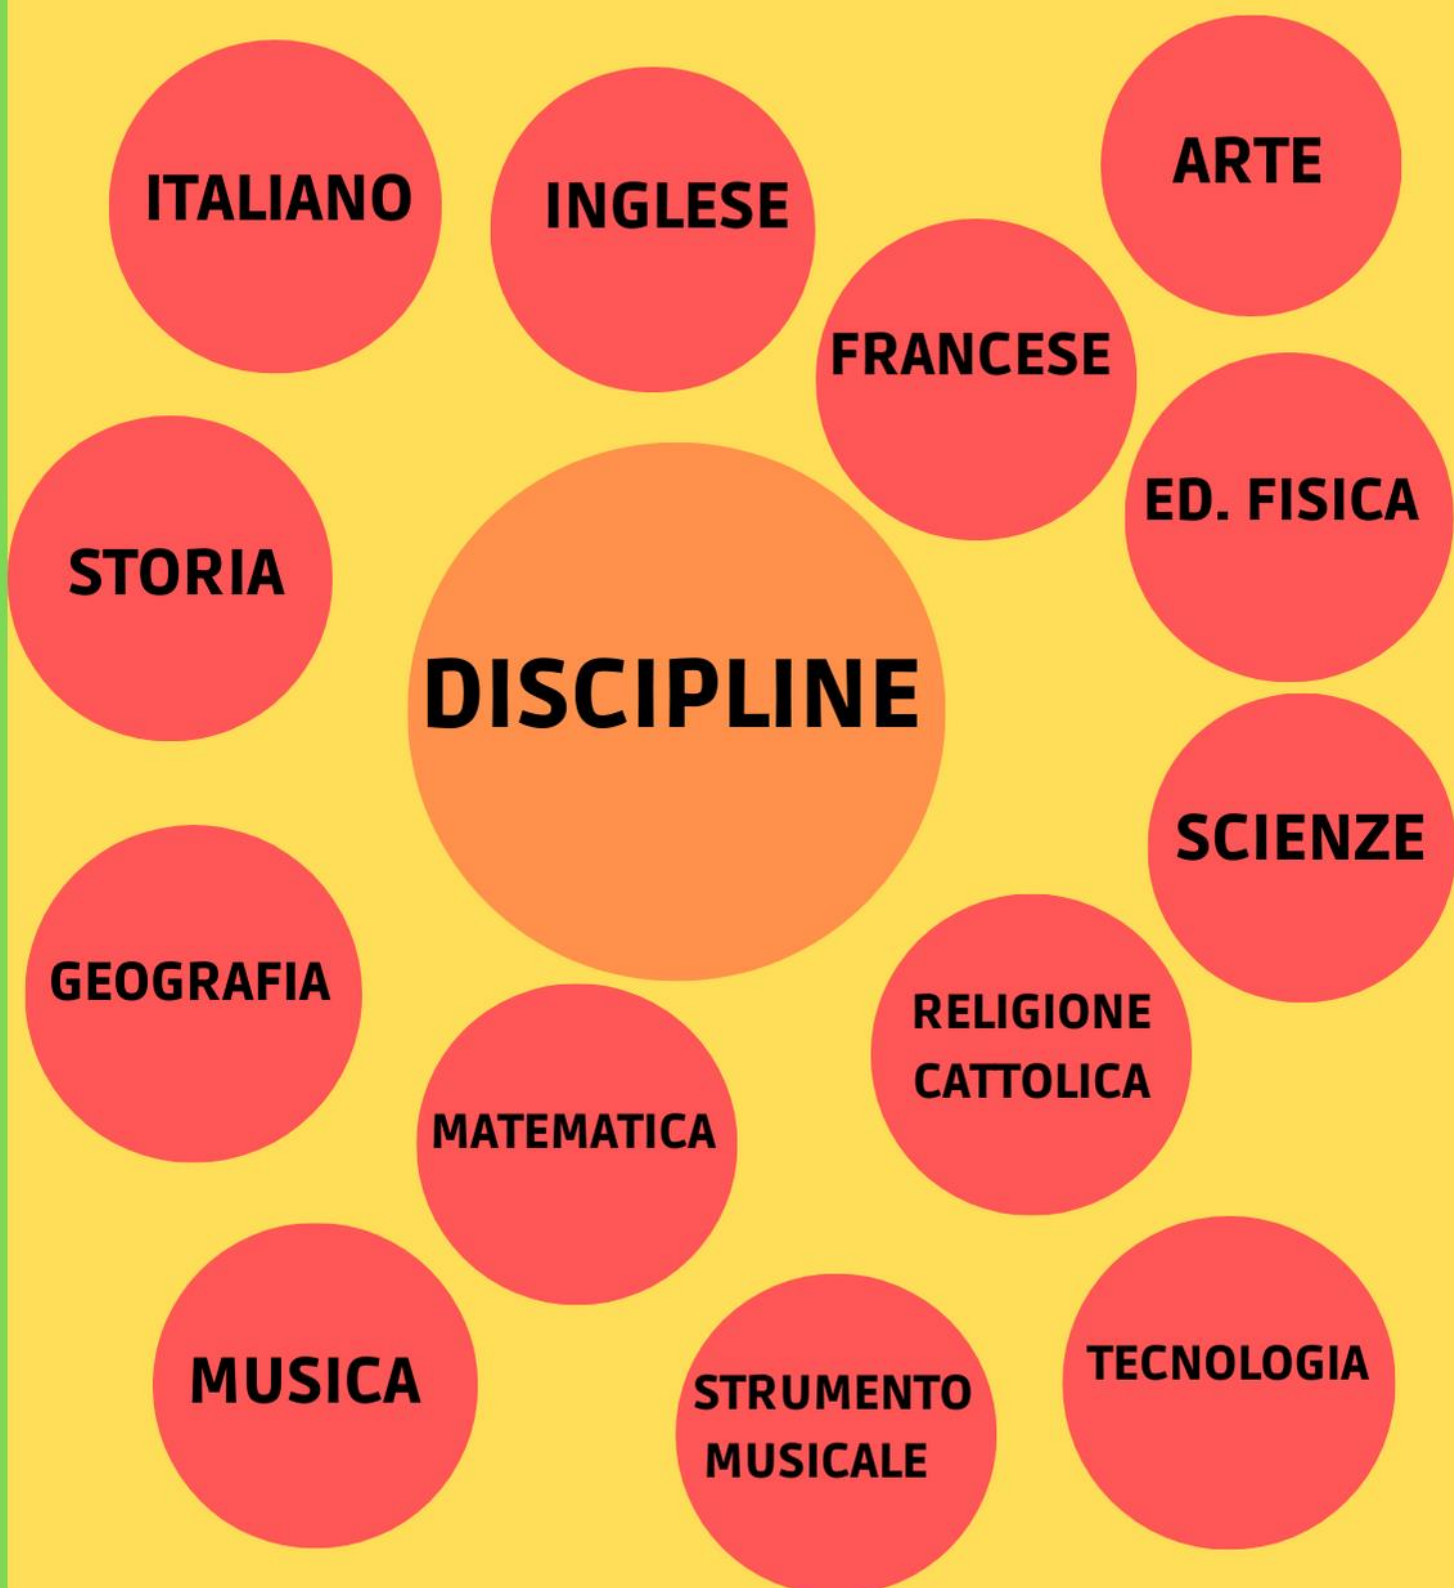 ITALIANO
INGLESE
ARTE
FRANCESE
ED. FISICA
STORIA
DISCIPLINE
SCIENZE
GEOGRAFIA
RELIGIONE
CATTOLICA
MATEMATICA
MUSICA
STRUMENTO
MUSICALE
TECNOLOGIA